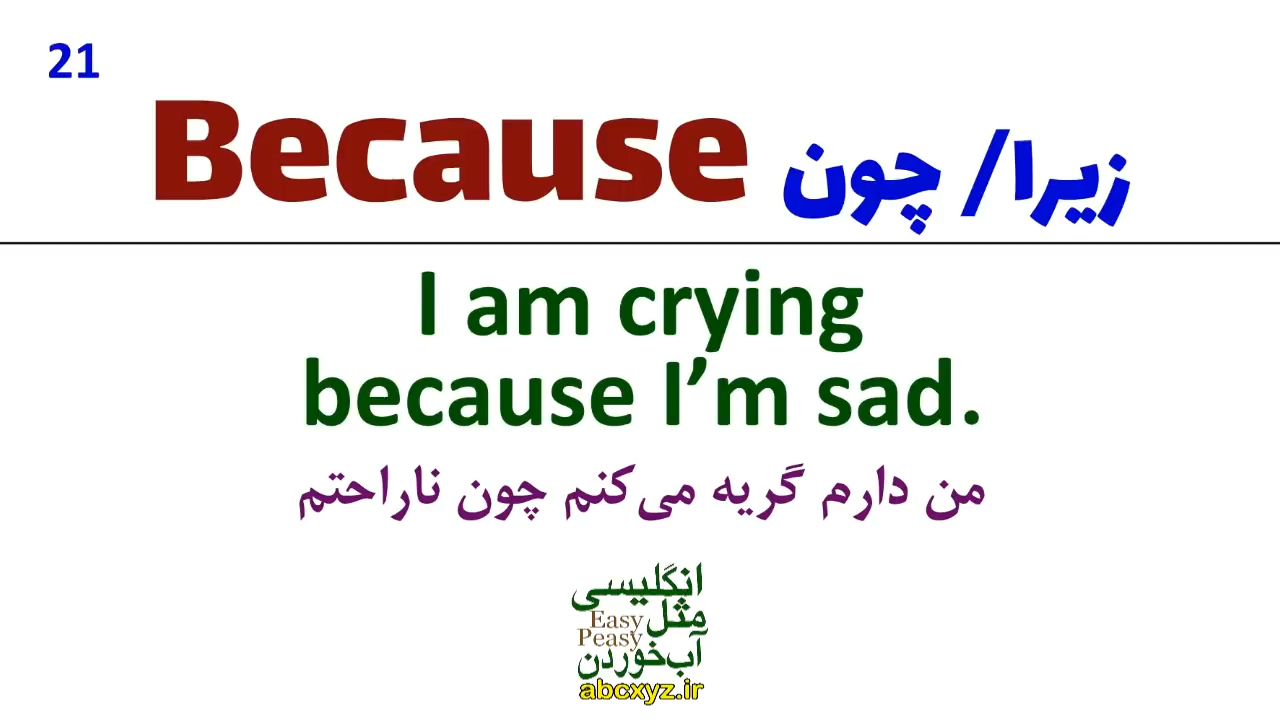 21
Because زیرا/ چون
I am crying
because I’m sad.
من دارم گریه می‌کنم چون ناراحتم
انگلیسی
مثل
Easy
Peasy
آب‌خوردن
abcxyz.ir